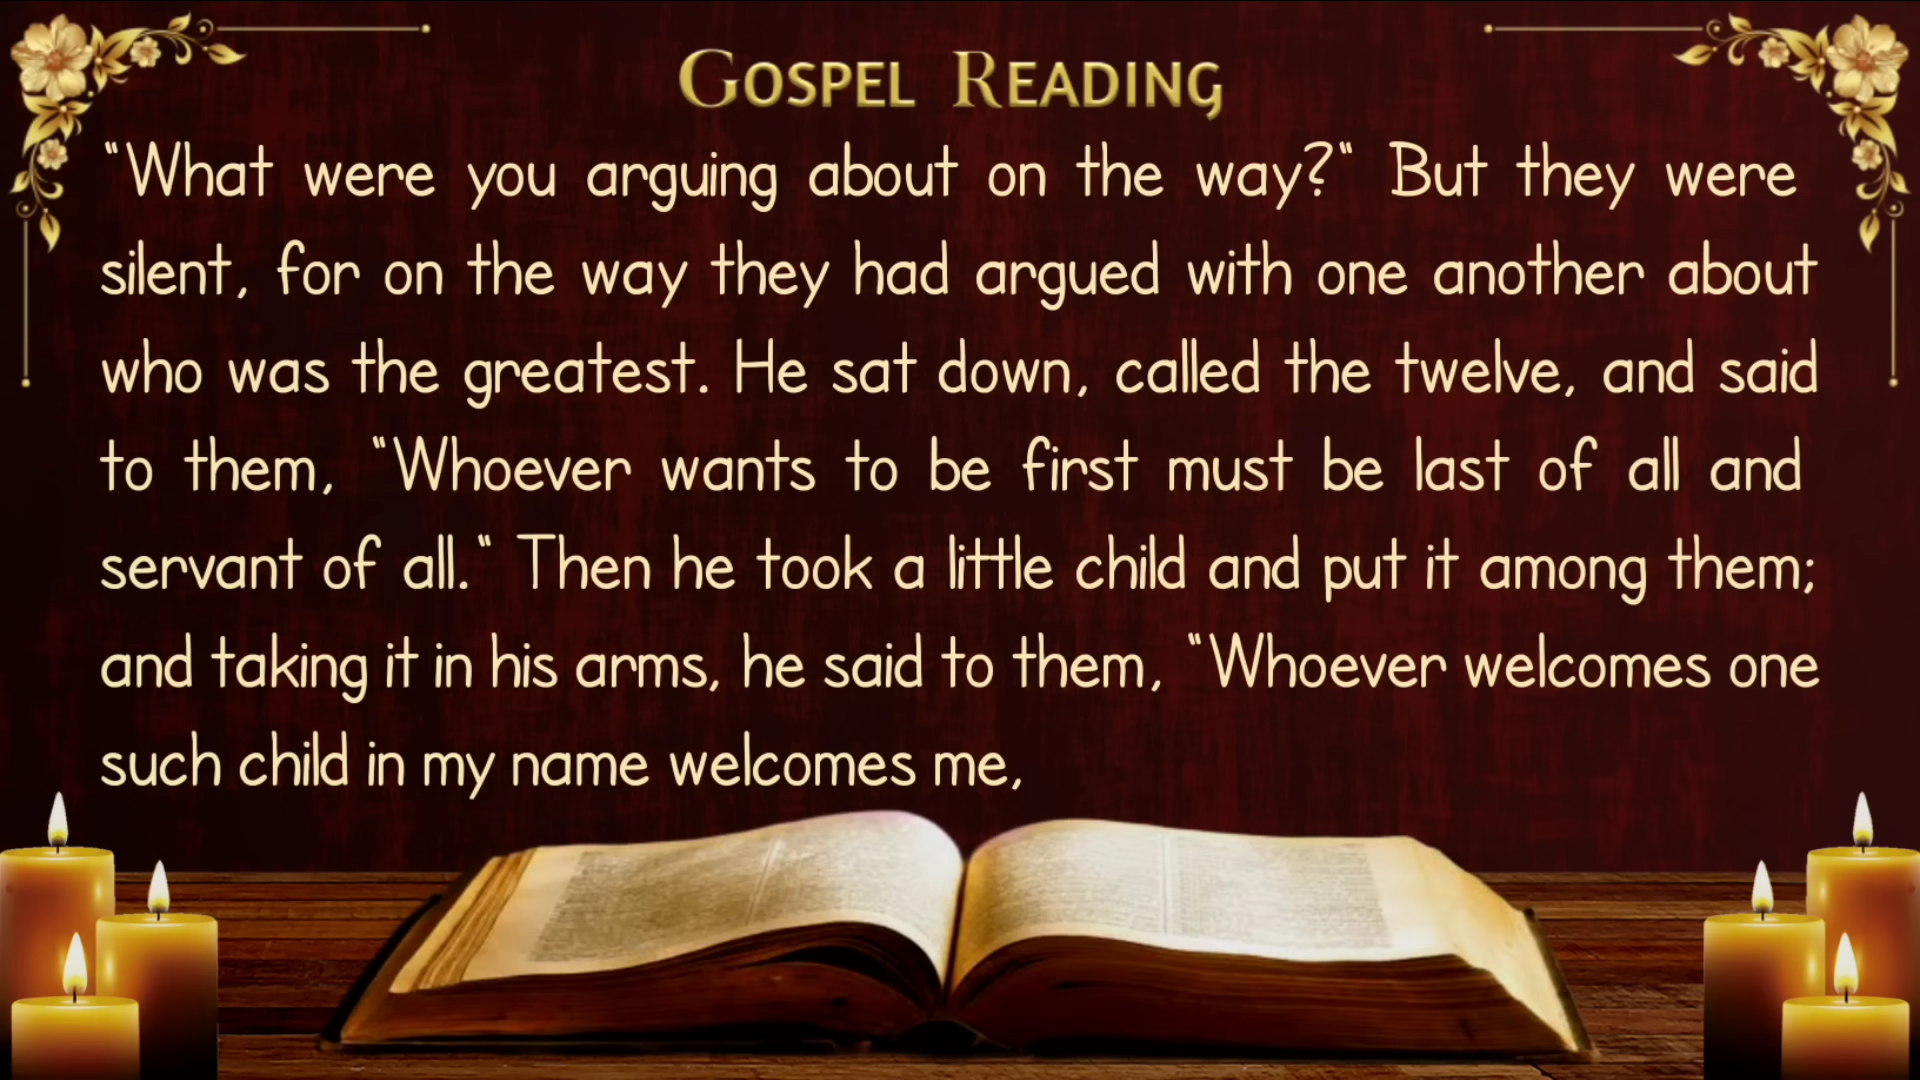 Gospel Reading
"What were you arguing about on the way?" But they were
silent, for on the way they had argued with one another about
who was the greatest. He sat down, called the twelve, and said
to them, "Whoever wants to be first must be last of all and
servant of all." Then he took a little child and put it among them;
and taking it in his arms, he said to them, "Whoever welcomes one
such child in my name welcomes me,